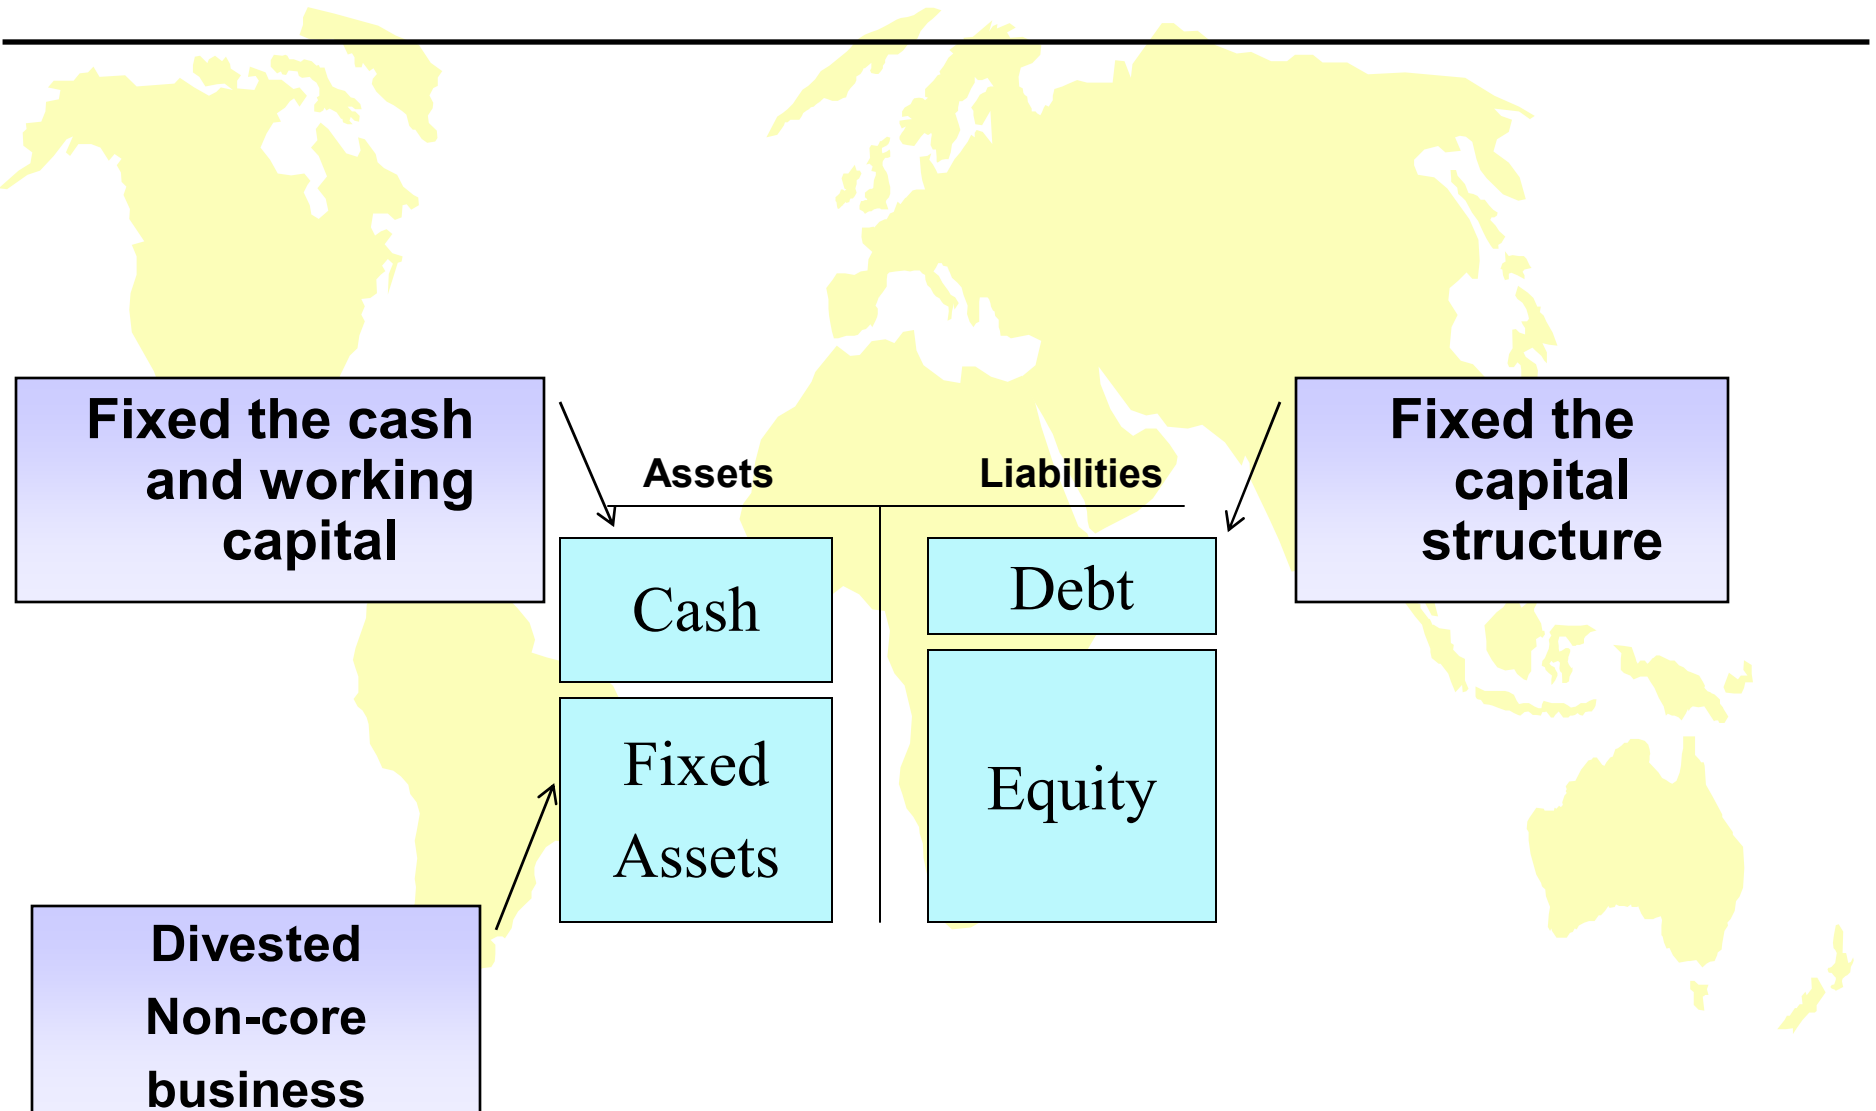 Fixed the cash
and working
capital
Assets
Liabilities
Fixed the
capital
structure
Cash
Debt
Fixed
Assets
Equity
Divested
Non-core
business